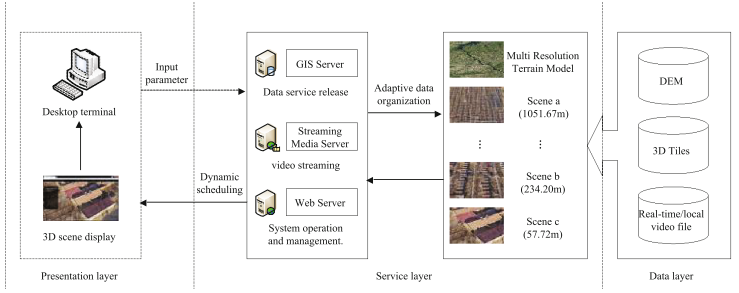 Desktop terminal
3D scene display
Presentation layer
Input
parameter
Dynamic
scheduling
GIS Server
Data service release
Streaming
Media Server
video streaming
Web Server
System operation
and management.
Adaptive data
organization
Service layer
Multi Resolution
Terrain Model
Scene a
(1051.67m)
Scene b
(234.20m)
Scene c
(57.72m)
DEM
3D Tiles
Real-time/local
video file
Data layer